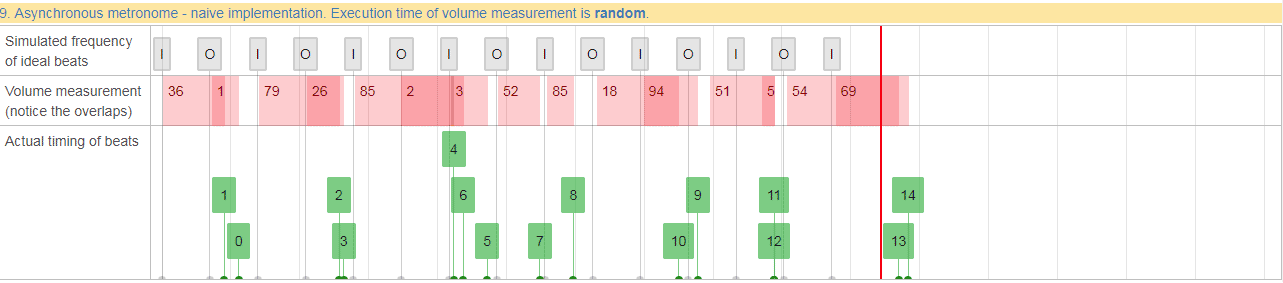 9. Asynchronous metronome - naive implementation. Execution time of volume measurement is random.
Simulated frequency
of ideal beats
I O I O I O I O I O I O I O I
Volume measurement
(notice the overlaps)
36 1 79 26 85 2 3 52 85 18 94 51 5 54 69
Actual timing of beats
4
1 2 6 8 9 11 14
0 3 5 7 10 12 13